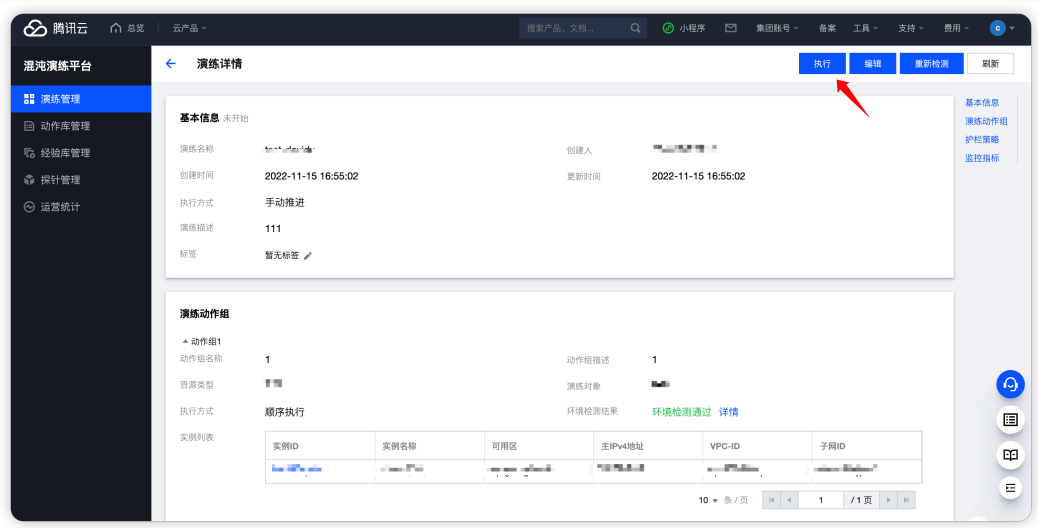 腾讯云 总览 云产品 搜索产品、文档... 小程序 集团账号 备案 工具 支持 费用 c
混沌演练平台
演练管理
动作库管理
经验库管理
探针管理
运营统计
演练详情 执行 编辑 重新检测 刷新
基本信息 未开始
演练名称 创建人
创建时间 2022-11-15 16:55:02 更新时间 2022-11-15 16:55:02
执行方式 手动推进
演练描述 111
标签 暂无标签
演练动作组
动作组1
动作组名称 1 动作组描述 1
资源类型 演练对象
执行方式 顺序执行 环境检测结果 环境检测通过 详情
实例列表 实例ID 实例名称 可用区 主IPv4地址 VPC-ID 子网ID
10 条 / 页 1 / 1 页
基本信息
演练动作组
护栏策略
监控指标